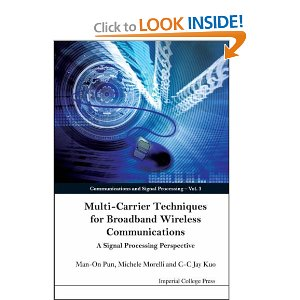 Click to LOOK INSIDE!
Communications and Signal Processing – Vol. 3
Multi-Carrier Techniques
for Broadband Wireless
Communications
A Signal Processing Perspective
Man-On Pun, Michele Morelli and C-C Jay Kuo
Imperial College Press